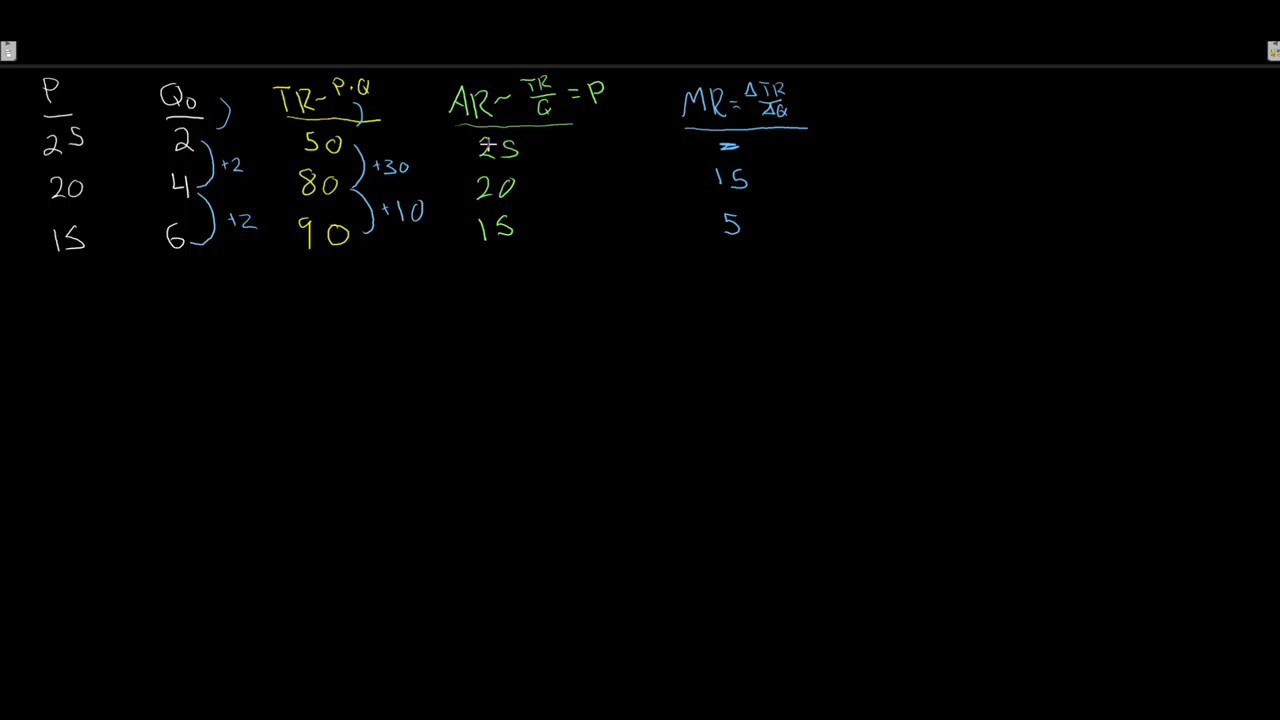 P Q₀ TR~P·Q AR~TR/Q=P MR=ΔTR/ΔQ
25 2 50 25 -
+2 +30
20 4 80 20 15
+2 +10
15 6 90 15 5